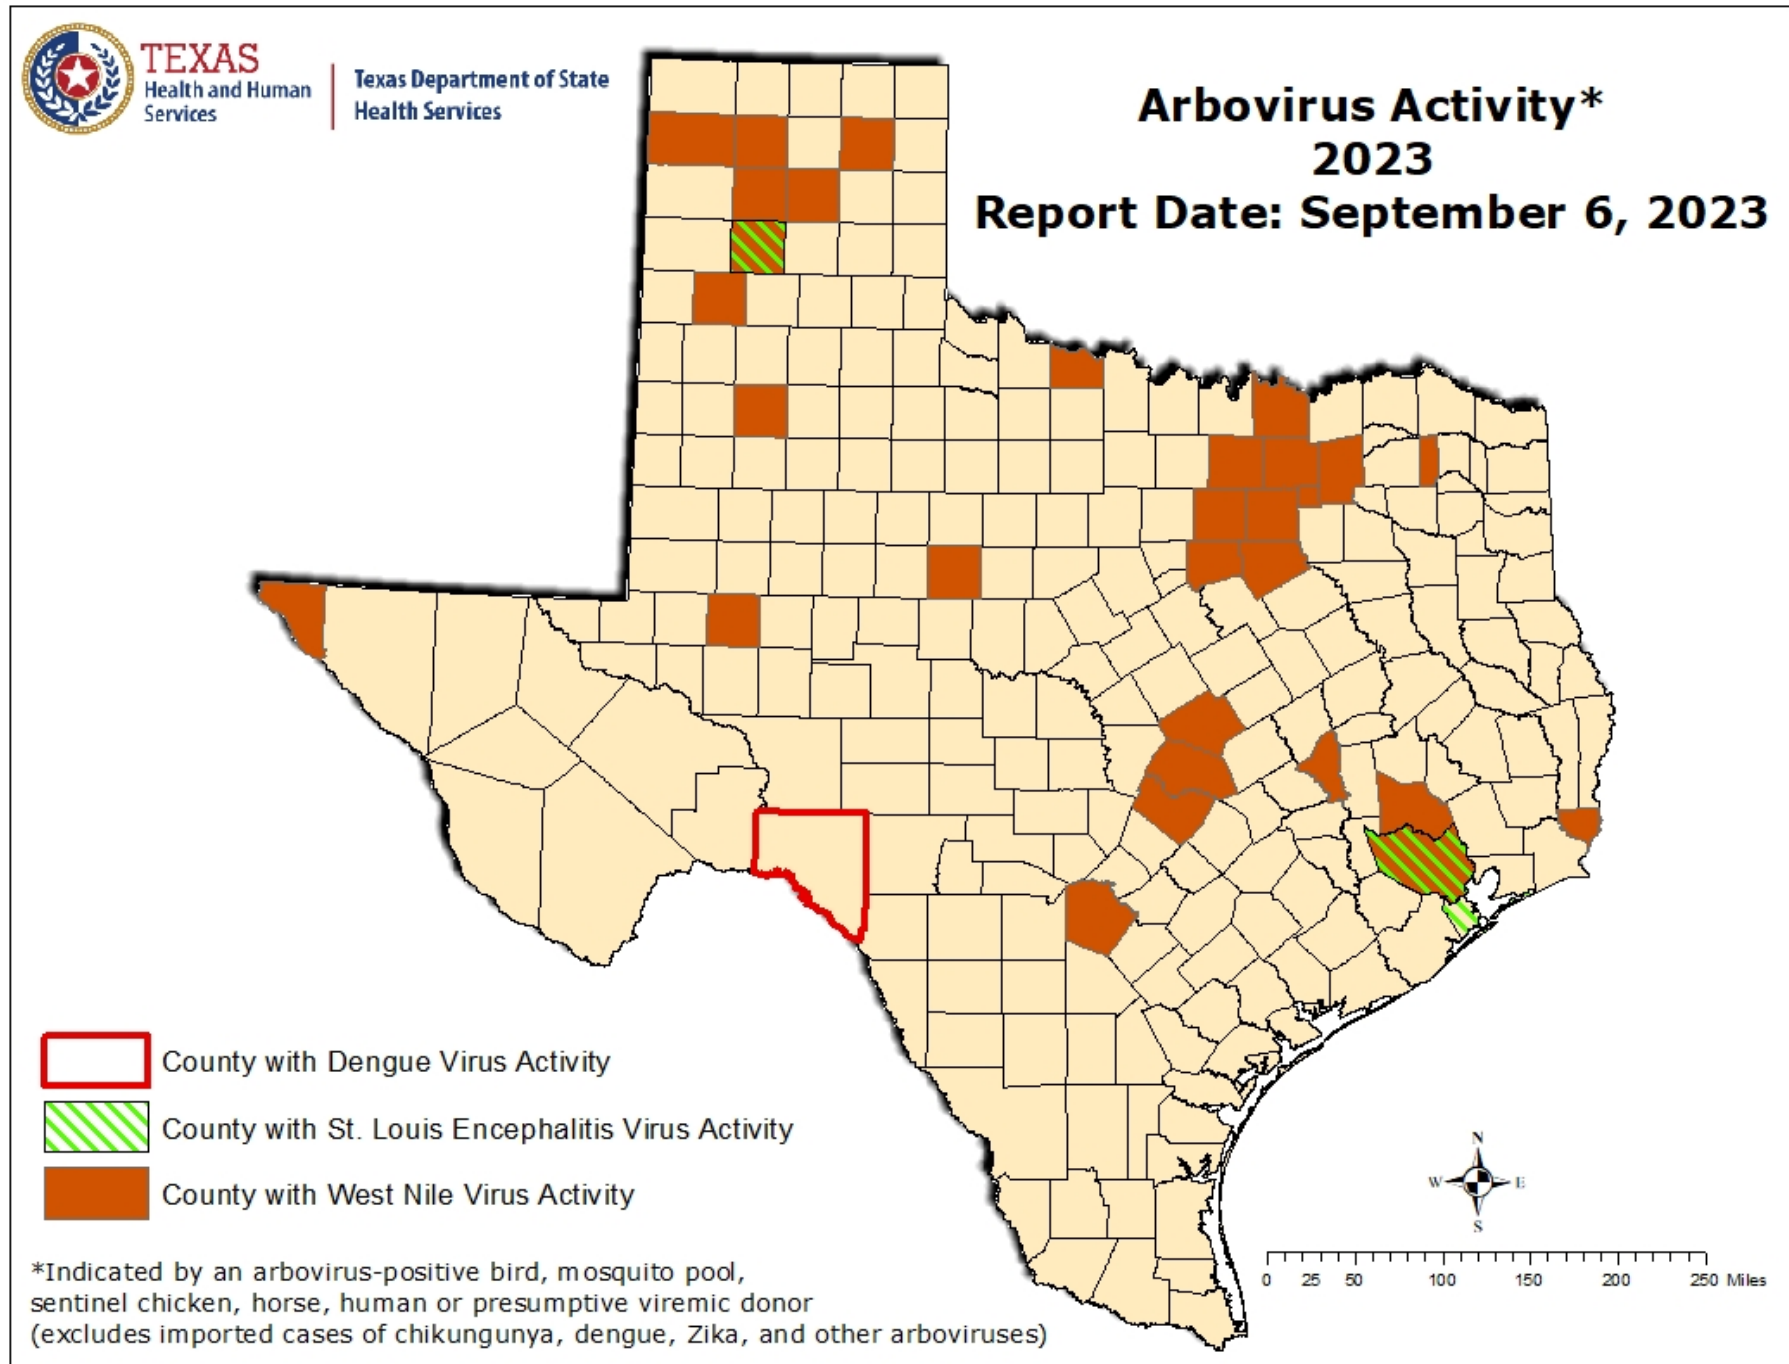 TEXAS
Health and Human
Services
Texas Department of State
Health Services
Arbovirus Activity*
2023
Report Date: September 6, 2023
County with Dengue Virus Activity
County with St. Louis Encephalitis Virus Activity
County with West Nile Virus Activity
*Indicated by an arbovirus-positive bird, mosquito pool,
sentinel chicken, horse, human or presumptive viremic donor
(excludes imported cases of chikungunya, dengue, Zika, and other arboviruses)
N
W E
S
0 25 50 100 150 200 250 Miles